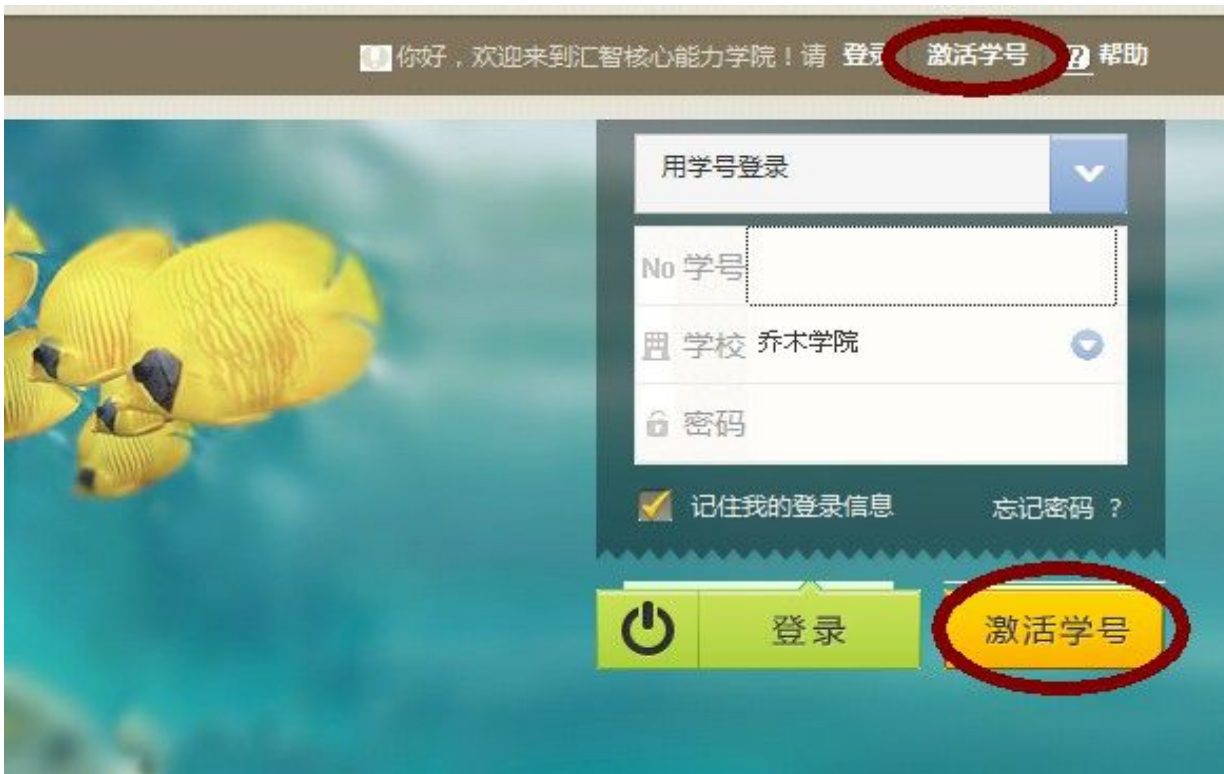 你好，欢迎来到汇智核心能力学院！请 登录 激活学号 帮助
用学号登录
No 学号
学校 乔木学院
密码
记住我的登录信息 忘记密码 ？
登录 激活学号